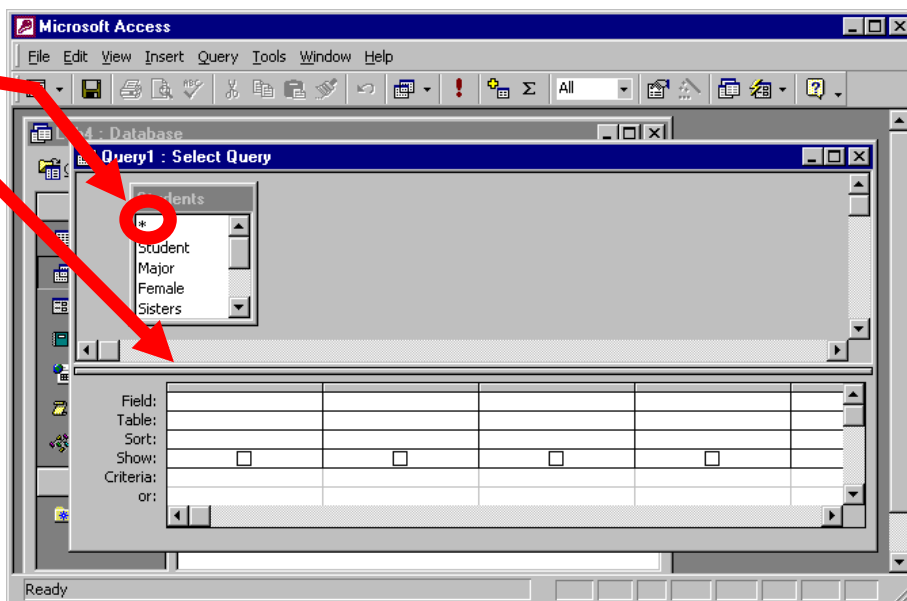 Microsoft Access
File Edit View Insert Query Tools Window Help
All
: Database
Query1 : Select Query
Students
*
Student
Major
Female
Sisters
Field:
Table:
Sort:
Show:
Criteria:
or:
Ready